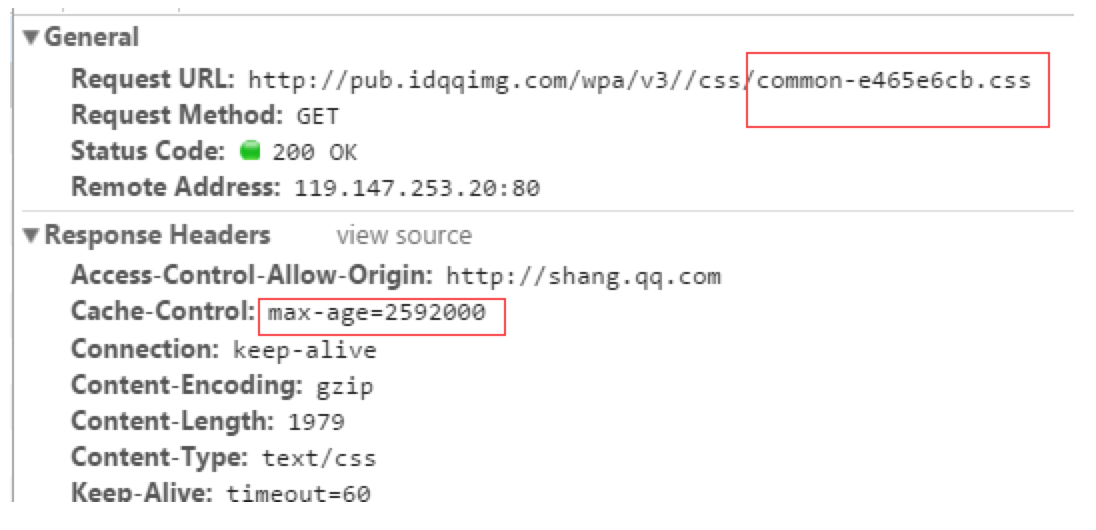 General
Request URL: http://pub.idqqimg.com/wpa/v3//css/common-e465e6cb.css
Request Method: GET
Status Code: 200 OK
Remote Address: 119.147.253.20:80
Response Headers view source
Access-Control-Allow-Origin: http://shang.qq.com
Cache-Control: max-age=2592000
Connection: keep-alive
Content-Encoding: gzip
Content-Length: 1979
Content-Type: text/css
Keep-Alive: timeout=60